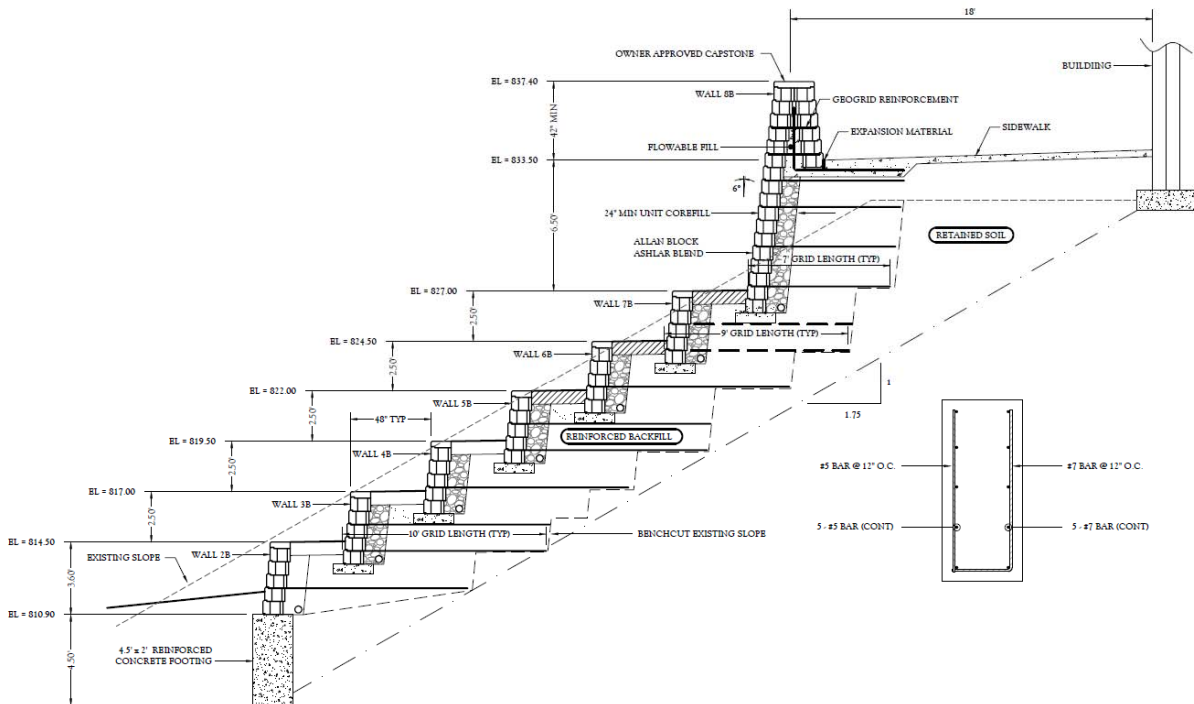 18'
OWNER APPROVED CAPSTONE
BUILDIING
EL = 837.40
WALL 8B
GEOGRID REINFORCEMENT
42" MIN
EXPANSION MATERIAL
SIDEWALK
FLOWABLE FILL
EL = 833.50
6°
24" MIN UNIT COREFILL
6.50'
RETAINED SOIL
ALLAN BLOCK
ASHLAR BLEND
7' GRID LENGTH (TYP)
EL = 827.00
WALL 7B
2.50'
9' GRID LENGTH (TYP)
EL = 824.50
WALL 6B
2.50'
1
EL = 822.00
WALL 5B
1.75
2.50'
48" TYP
REINFORCED BACKFILL
EL = 819.50
WALL 4B
2.50'
#5 BAR @ 12" O.C.
#7 BAR @ 12" O.C.
EL = 817.00
WALL 3B
2.50'
5 - #5 BAR (CONT)
5 - #7 BAR (CONT)
10' GRID LENGTH (TYP)
BENCHCUT EXISTING SLOPE
EL = 814.50
WALL 2B
EXISTING SLOPE
3.60'
EL = 810.90
4.5' x 2' REINFORCED
CONCRETE FOOTING
4.50'